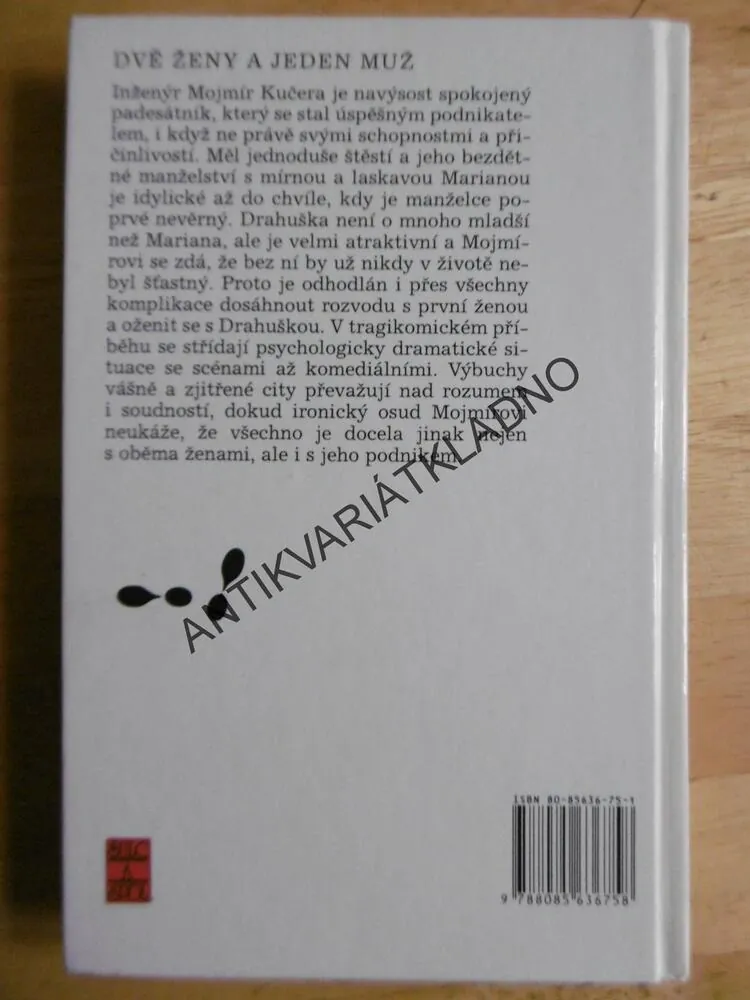 DVĚ ŽENY A JEDEN MUŽ
Inženýr Mojmír Kučera je navýsost spokojený
padesátník, který se stal úspěšným podnikate-
lem, i když ne právě svými schopnostmi a při-
činlivostí. Měl jednoduše štěstí a jeho bezdět-
né manželství s mírnou a laskavou Marianou
je idylické až do chvíle, kdy je manželce po-
prvé nevěrný. Drahuška není o mnoho mladší
než Mariana, ale je velmi atraktivní a Mojmí-
rovi se zdá, že bez ní by už nikdy v životě ne-
byl šťastný. Proto je odhodlán i přes všechny
komplikace dosáhnout rozvodu s první ženou
a oženit se s Drahuškou. V tragikomickém pří-
běhu se střídají psychologicky dramatické si-
tuace se scénami až komediálními. Výbuchy
vášně a zjitřené city převažují nad rozumem
i soudností, dokud ironický osud Mojmírovi
neukáže, že všechno je docela jinak nejen
s oběma ženami, ale i s jeho podnikem.
ANTIKVARIÁTKLADNO
ISBN 80-85636-75-1
9 788085 636758